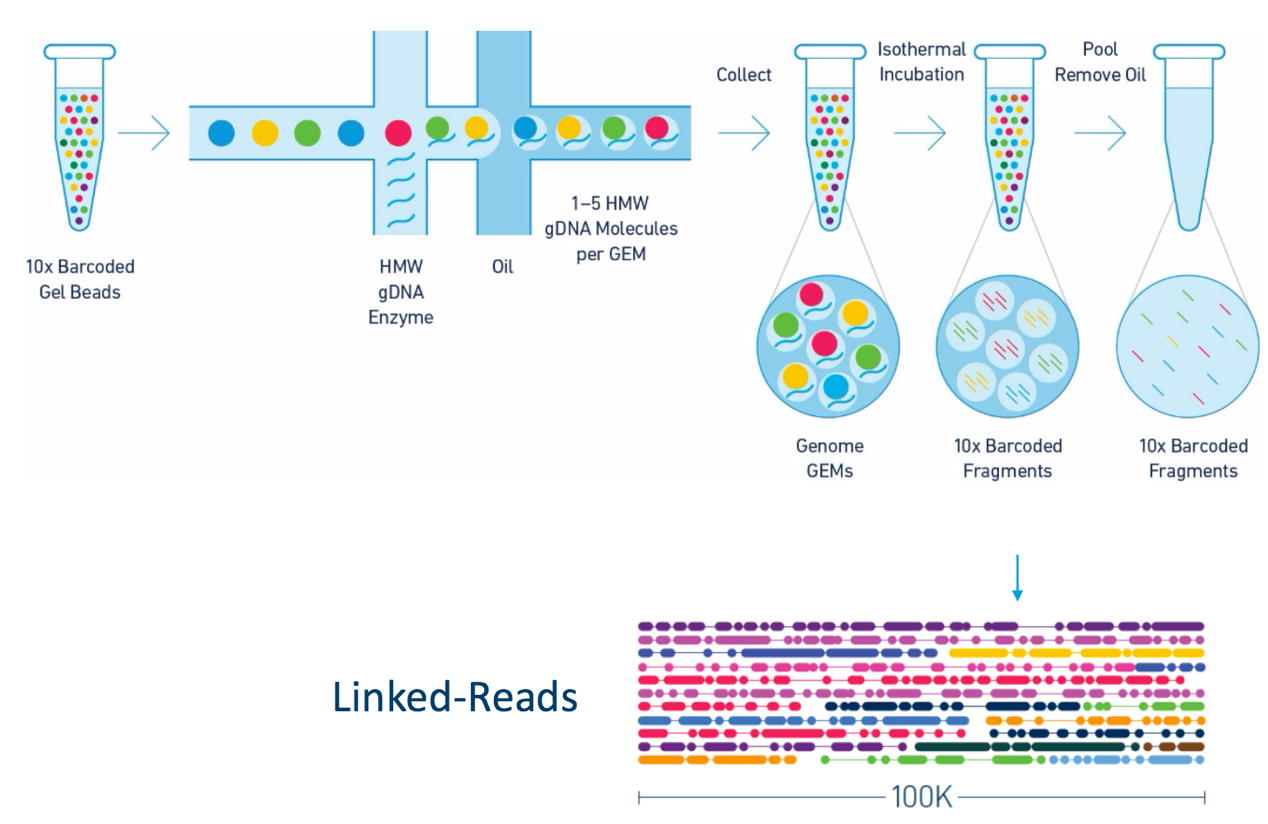 10x Barcoded
Gel Beads
HMW
gDNA
Enzyme
Oil
1–5 HMW
gDNA Molecules
per GEM
Collect
Isothermal
Incubation
Pool
Remove Oil
Genome
GEMs
10x Barcoded
Fragments
10x Barcoded
Fragments
Linked-Reads
100K